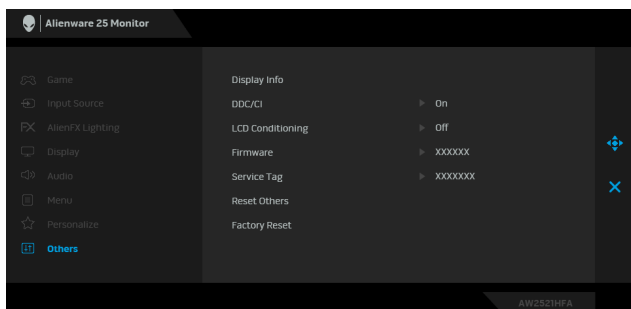 Alienware 25 Monitor
Game
Input Source
AlienFX Lighting
Display
Audio
Menu
Personalize
Others
Display Info
DDC/CI On
LCD Conditioning Off
Firmware XXXXXX
Service Tag XXXXXXX
Reset Others
Factory Reset
AW2521HFA